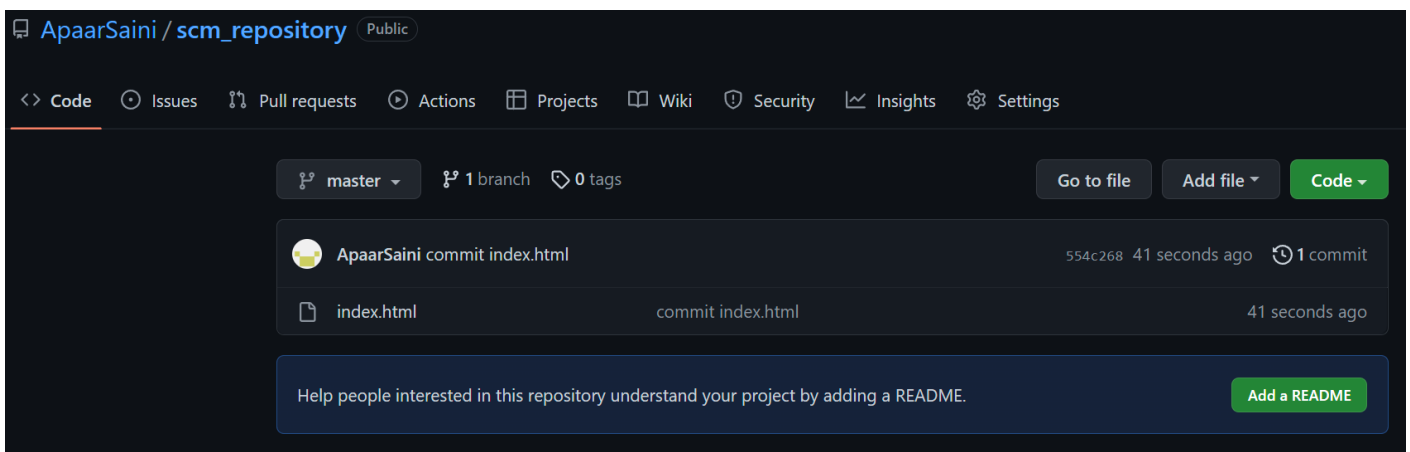 ApaarSaini / scm_repository Public
Code Issues Pull requests Actions Projects Wiki Security Insights Settings
master 1 branch 0 tags Go to file Add file Code
ApaarSaini commit index.html 554c268 41 seconds ago 1 commit
index.html commit index.html 41 seconds ago
Help people interested in this repository understand your project by adding a README. Add a README